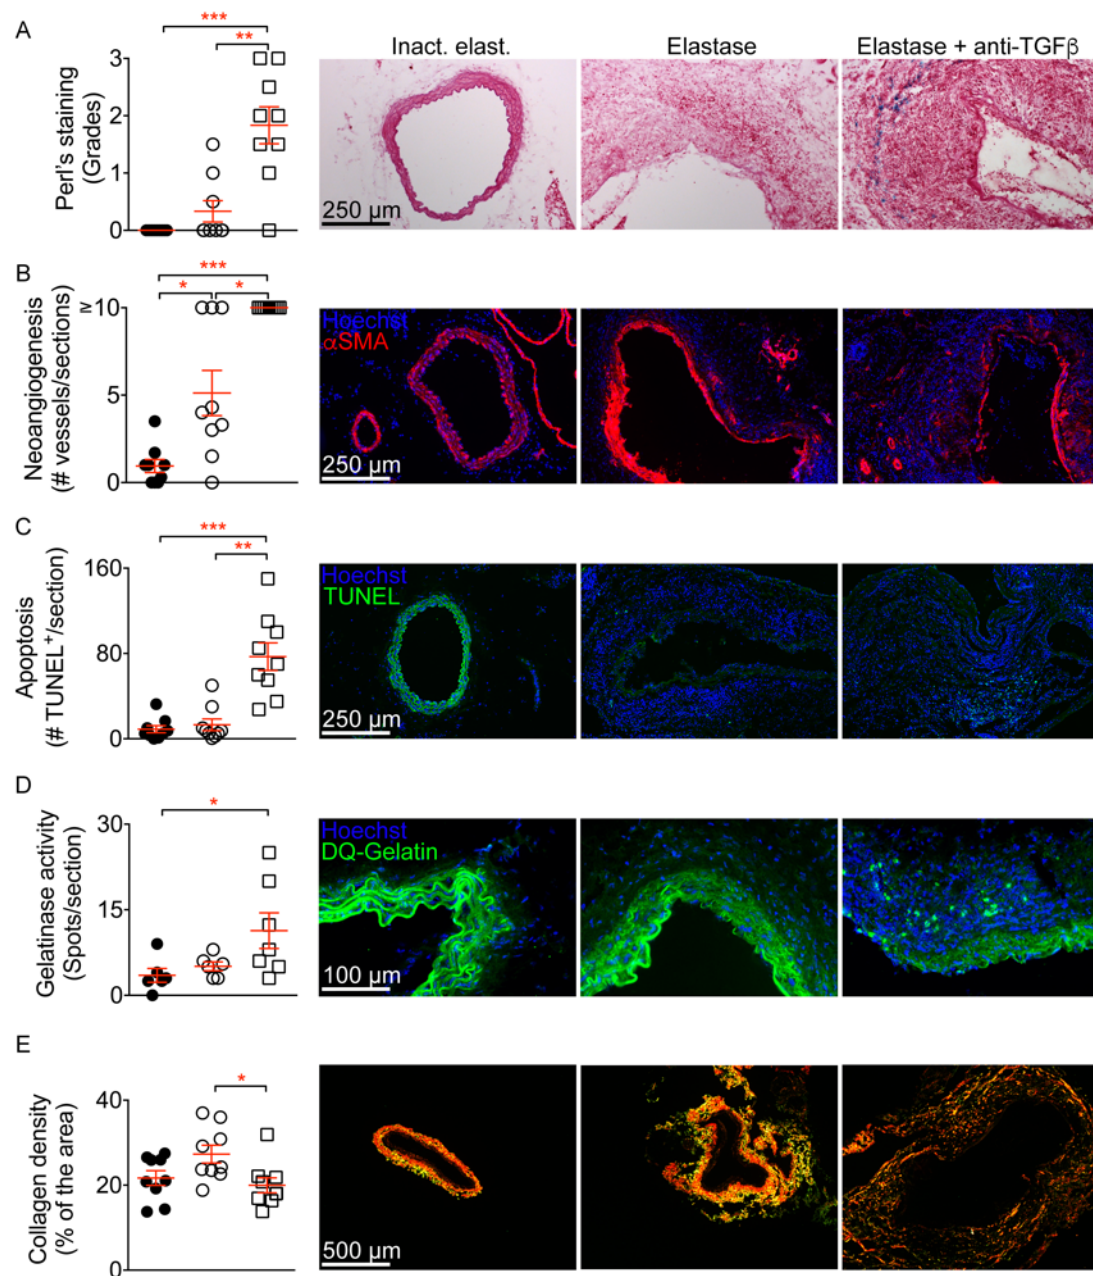 A
***
**
Perl's staining
(Grades)
3
2
1
0
Inact. elast.
Elastase
Elastase + anti-TGFβ
250 µm
B
***
* *
Neoangiogenesis
(# vessels/sections)
≥
10
5
0
Hoechst
αSMA
250 µm
C
***
**
Apoptosis
(# TUNEL+/section)
160
80
0
Hoechst
TUNEL
250 µm
D
*
Gelatinase activity
(Spots/section)
30
15
0
Hoechst
DQ-Gelatin
100 µm
E
*
Collagen density
(% of the area)
40
20
0
500 µm